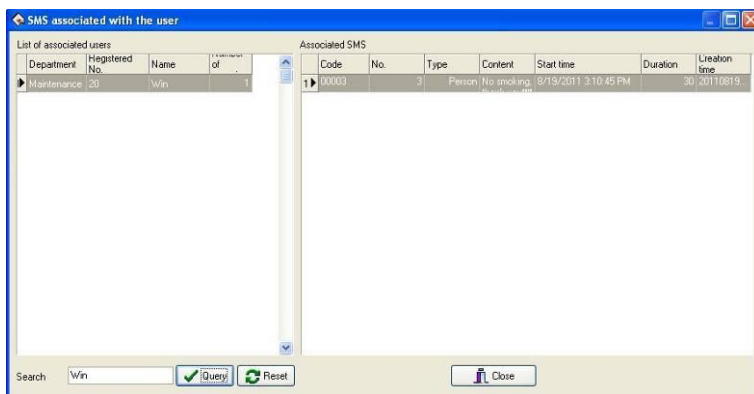 SMS associated with the user
List of associated users
Associated SMS
Department Registered No. Name Number of
Maintenance 20 Win 1
Code No. Type Content Start time Duration Creation time
1 00003 3 Person No smoking, 8/19/2011 3:10:45 PM 30 20110819.
Search Win Query Reset Close